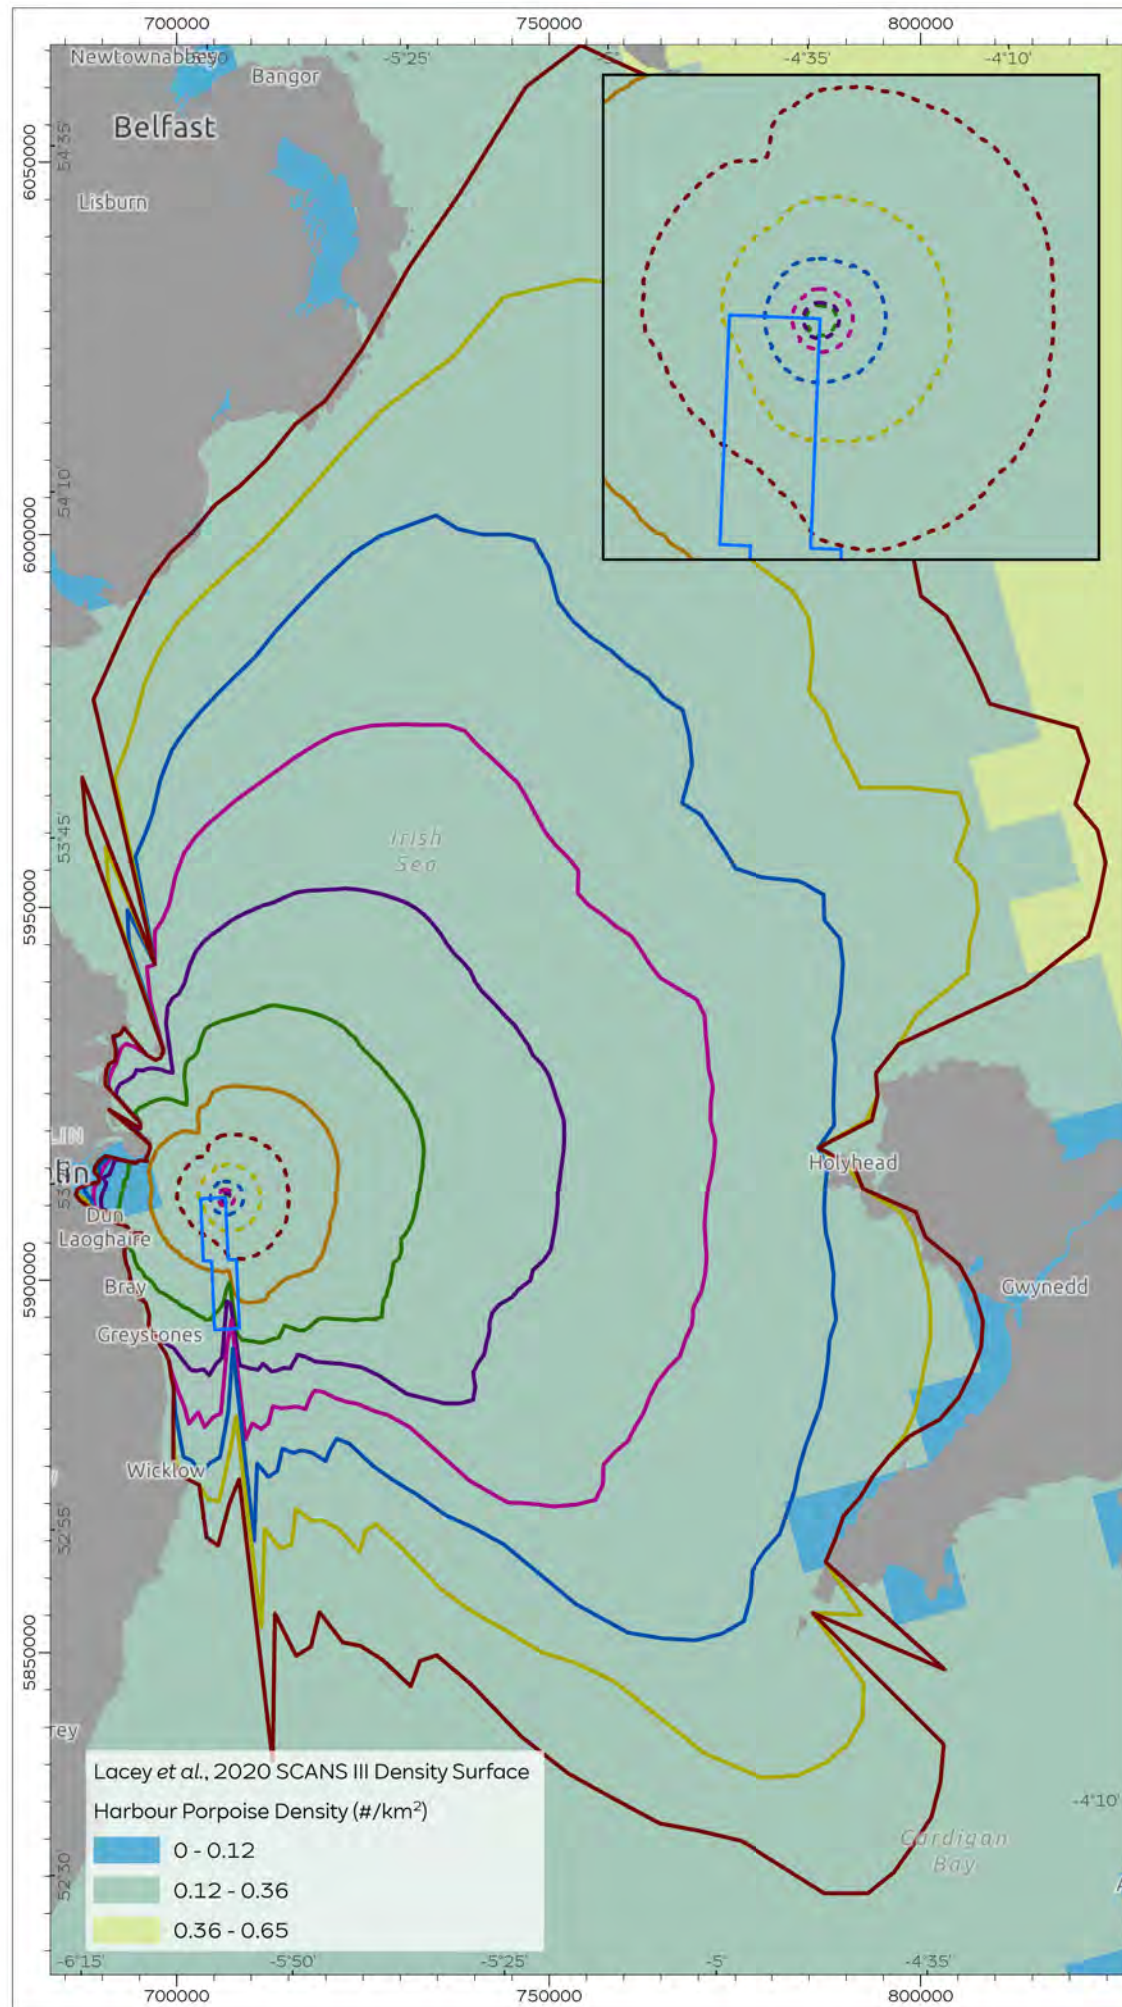 700000
750000
800000
Newtownabbey
-5°25'
-4°35'
-4°10'
Bangor
Belfast
54°35'
6050000
Lisburn
54°10'
6000000
53°45'
Irish
Sea
5950000
Holyhead
Dun
Laoghaire
Bray
5900000
Gwynedd
Greystones
Wicklow
52°55'
5850000
Lacey et al., 2020 SCANS III Density Surface
Harbour Porpoise Density (#/km²)
0 - 0.12
0.12 - 0.36
0.36 - 0.65
-4°10'
Cardigan
Bay
52°30'
-6°15'
-5°50'
-5°25'
-5°
-4°35'
700000
750000
800000